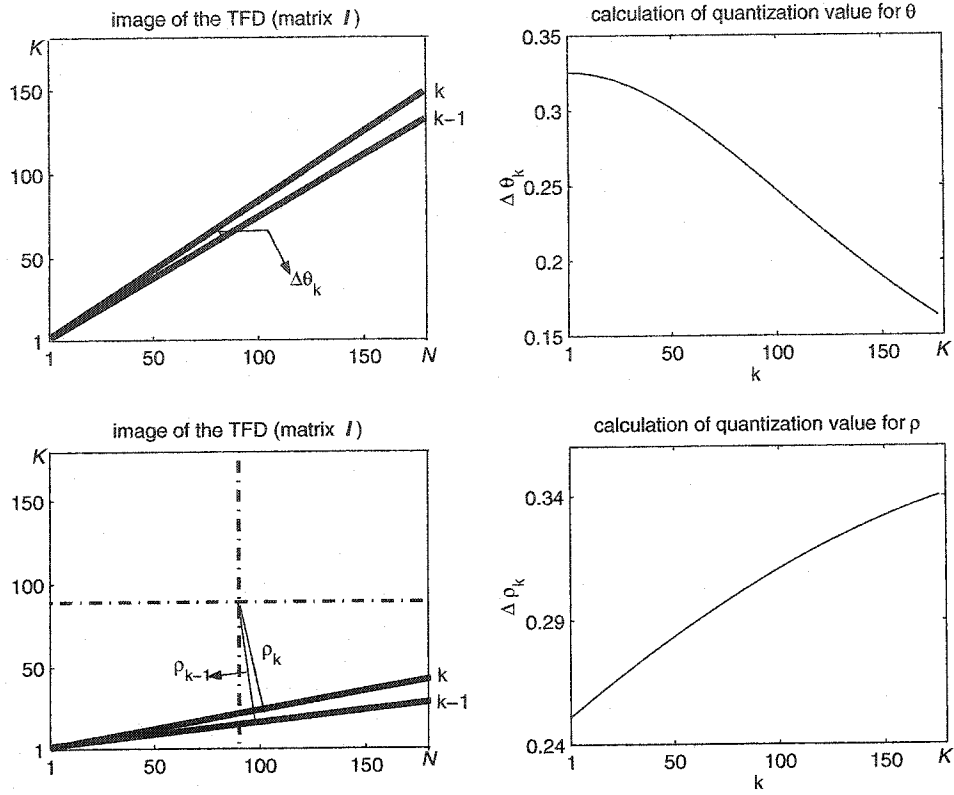 image of the TFD (matrix I)
K
150
100
50
1
k
k−1
Δθk
1 50 100 150 N
calculation of quantization value for θ
0.35
0.3
0.25
0.2
0.15
Δ θk
1 50 100 150 K
k
image of the TFD (matrix I)
K
150
100
50
1
ρk−1
ρk
k
k−1
1 50 100 150 N
calculation of quantization value for ρ
0.34
0.29
0.24
Δ ρk
1 50 100 150 K
k